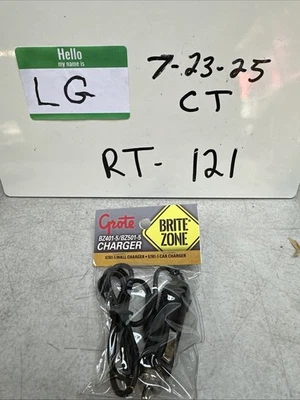 Hello
my name is
LG
7-23-25
CT
RT- 121
Grote
BZ401-5/BZ501-5
CHARGER
BRITE
ZONE